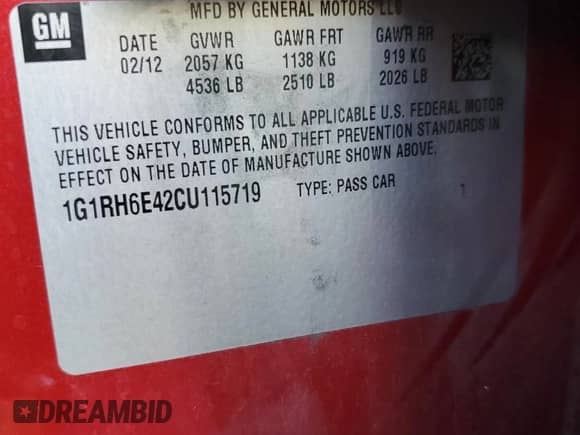 GM
MFD BY GENERAL MOTORS LLC
DATE GVWR GAWR FRT GAWR RR
02/12 2057 KG 1138 KG 919 KG
4536 LB 2510 LB 2026 LB
THIS VEHICLE CONFORMS TO ALL APPLICABLE U.S. FEDERAL MOTOR
VEHICLE SAFETY, BUMPER, AND THEFT PREVENTION STANDARDS IN
EFFECT ON THE DATE OF MANUFACTURE SHOWN ABOVE.
1G1RH6E42CU115719 TYPE: PASS CAR 1
DREAMBID